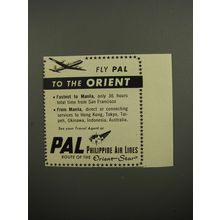 FLY PAL
TO THE ORIENT
• Fastest to Manila, only 36 hours
total time from San Francisco
• From Manila, direct or connecting
services to Hong Kong, Tokyo, Tai-
peh, Okinawa, Indonesia, Australia.
See your Travel Agent or
PAL
PHILIPPINE AIR LINES
ROUTE OF THE Orient Star